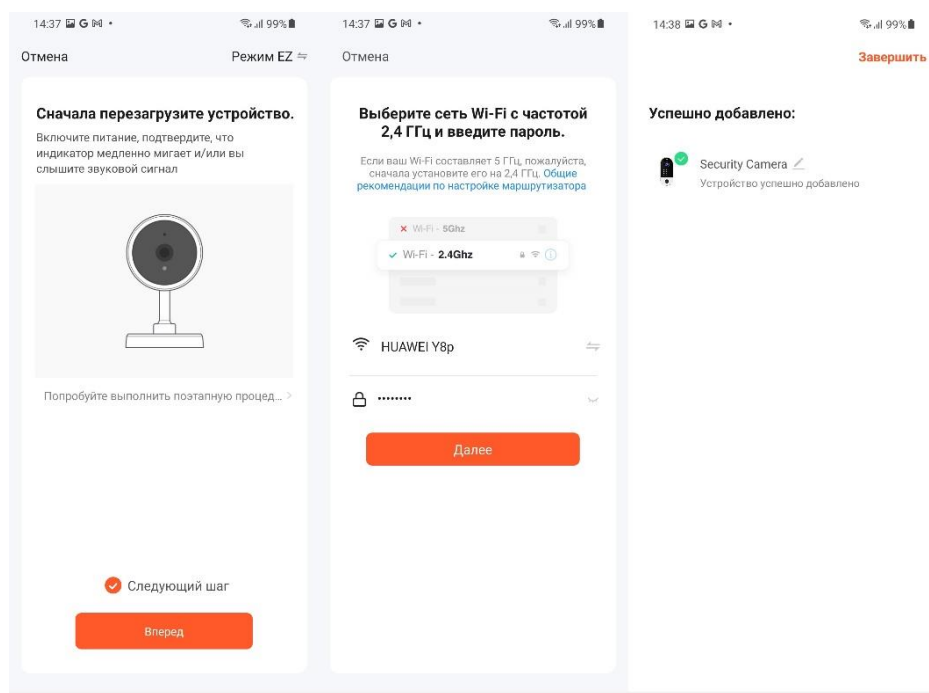 14:37 G M •
99%
Отмена
Режим EZ
Сначала перезагрузите устройство.
Включите питание, подтвердите, что
индикатор медленно мигает и/или вы
слышите звуковой сигнал
Попробуйте выполнить поэтапную процед...
Следующий шаг
Вперед
14:37 G M •
99%
Отмена
Выберите сеть Wi-Fi с частотой
2,4 ГГц и введите пароль.
Если ваш Wi-Fi составляет 5 ГГц, пожалуйста,
сначала установите его на 2,4 ГГц. Общие
рекомендации по настройке маршрутизатора
Wi-Fi - 5Ghz
Wi-Fi - 2.4Ghz
HUAWEI Y8p
••••••••
Далее
14:38 G M •
99%
Завершить
Успешно добавлено:
Security Camera
Устройство успешно добавлено